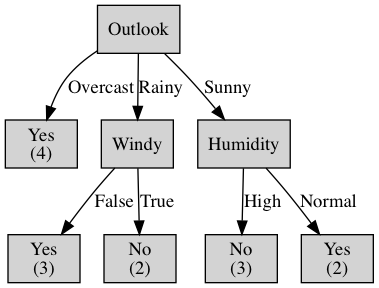 Outlook
Overcast
Rainy
Sunny
Yes
(4)
Windy
Humidity
False
True
High
Normal
Yes
(3)
No
(2)
No
(3)
Yes
(2)